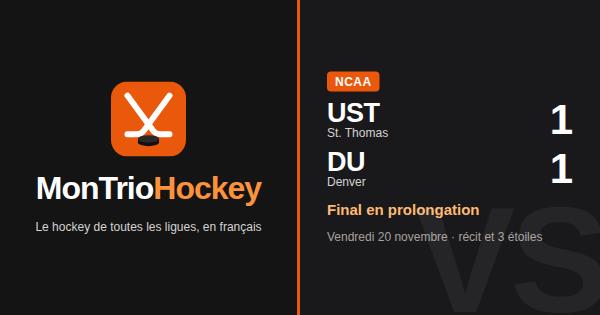 MonTrioHockey
Le hockey de toutes les ligues, en français
NCAA
UST 1
St. Thomas
DU 1
Denver
Final en prolongation
Vendredi 20 novembre · récit et 3 étoiles
VS